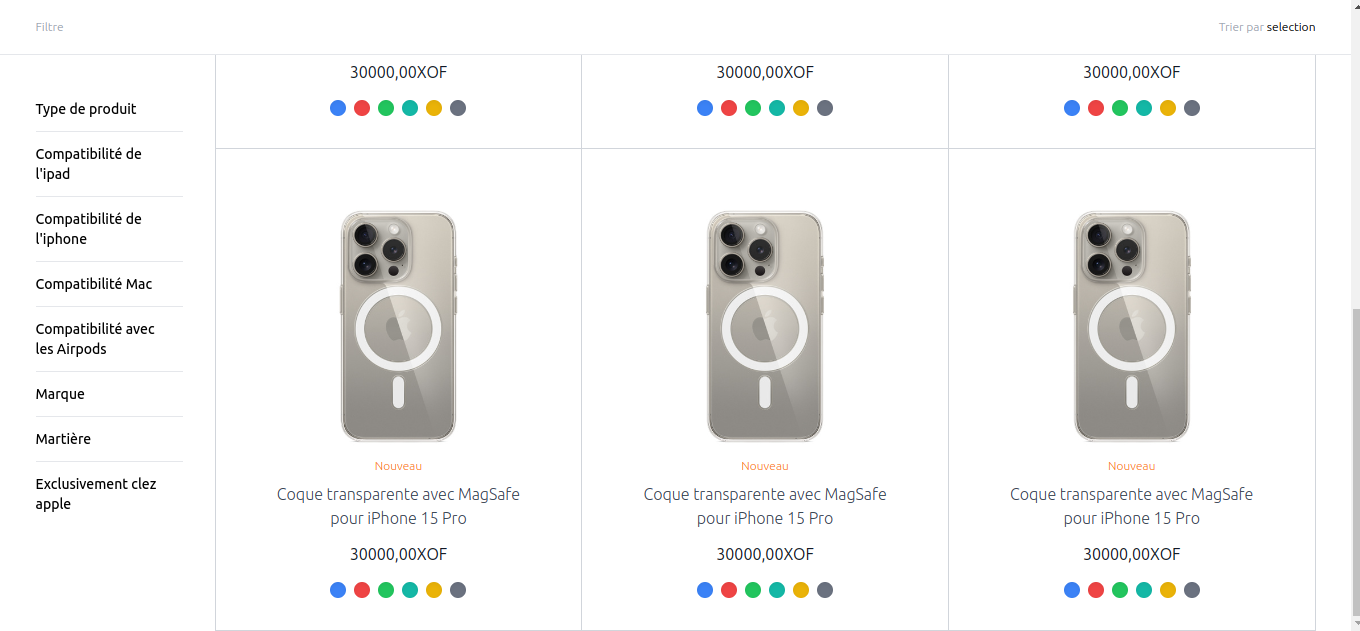 Filtre
Trier par selection
Type de produit
Compatibilité de
l'ipad
Compatibilité de
l'iphone
Compatibilité Mac
Compatibilité avec
les Airpods
Marque
Martière
Exclusivement clez
apple
30000,00XOF
30000,00XOF
30000,00XOF
Nouveau
Coque transparente avec MagSafe
pour iPhone 15 Pro
30000,00XOF
Nouveau
Coque transparente avec MagSafe
pour iPhone 15 Pro
30000,00XOF
Nouveau
Coque transparente avec MagSafe
pour iPhone 15 Pro
30000,00XOF